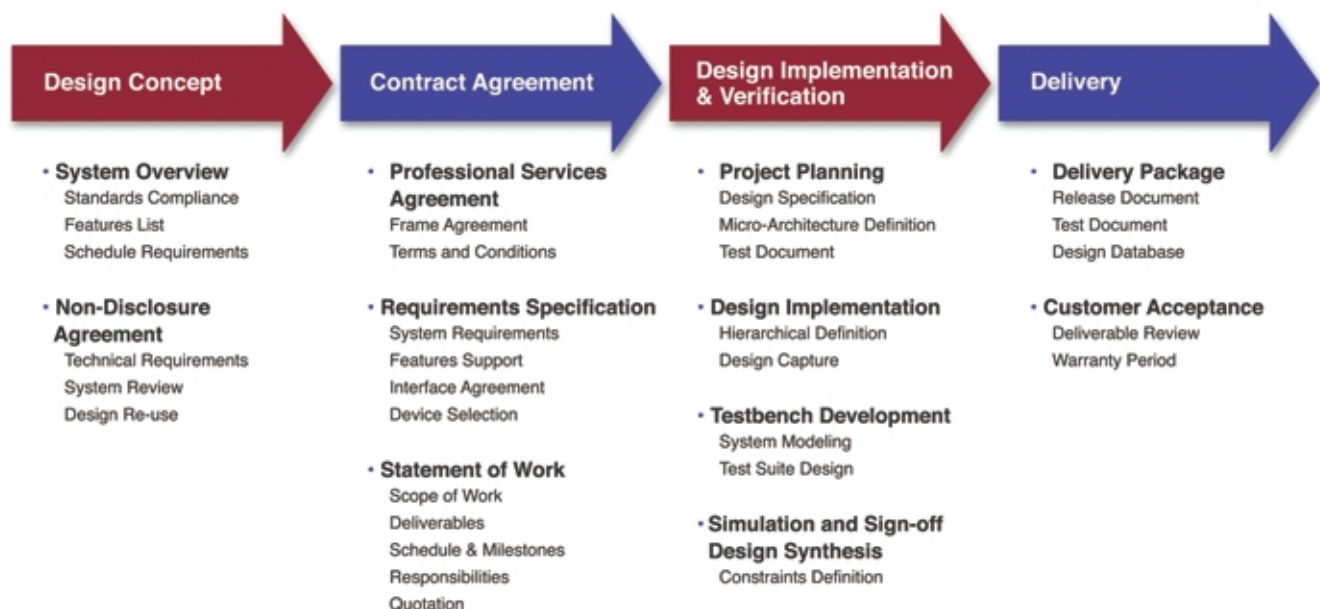 Design Concept
• System Overview
Standards Compliance
Features List
Schedule Requirements
• Non-Disclosure
Agreement
Technical Requirements
System Review
Design Re-use
Contract Agreement
• Professional Services
Agreement
Frame Agreement
Terms and Conditions
• Requirements Specification
System Requirements
Features Support
Interface Agreement
Device Selection
• Statement of Work
Scope of Work
Deliverables
Schedule & Milestones
Responsibilities
Quotation
Design Implementation
& Verification
• Project Planning
Design Specification
Micro-Architecture Definition
Test Document
• Design Implementation
Hierarchical Definition
Design Capture
• Testbench Development
System Modeling
Test Suite Design
• Simulation and Sign-off
Design Synthesis
Constraints Definition
Delivery
• Delivery Package
Release Document
Test Document
Design Database
• Customer Acceptance
Deliverable Review
Warranty Period